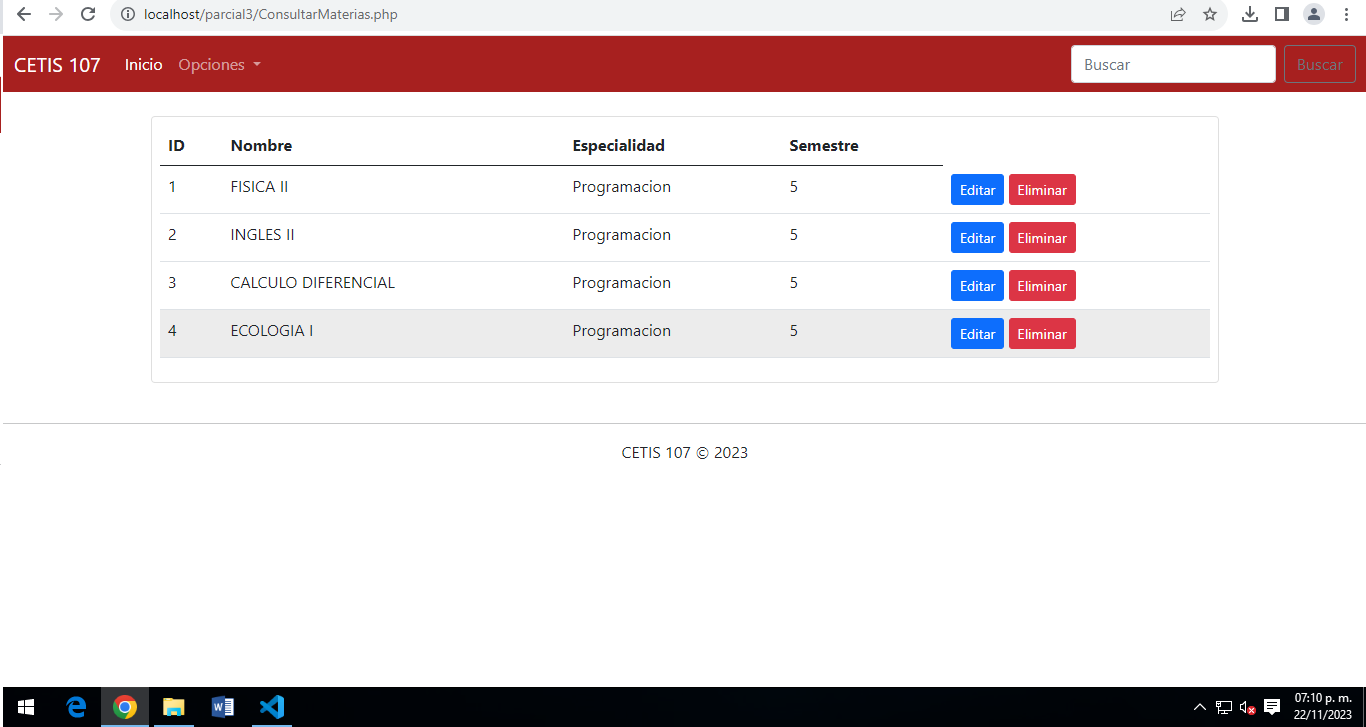 localhost/parcial3/ConsultarMaterias.php
CETIS 107 Inicio Opciones Buscar Buscar
ID Nombre Especialidad Semestre
1 FISICA II Programacion 5 Editar Eliminar
2 INGLES II Programacion 5 Editar Eliminar
3 CALCULO DIFERENCIAL Programacion 5 Editar Eliminar
4 ECOLOGIA I Programacion 5 Editar Eliminar
CETIS 107 © 2023
07:10 p. m.
22/11/2023